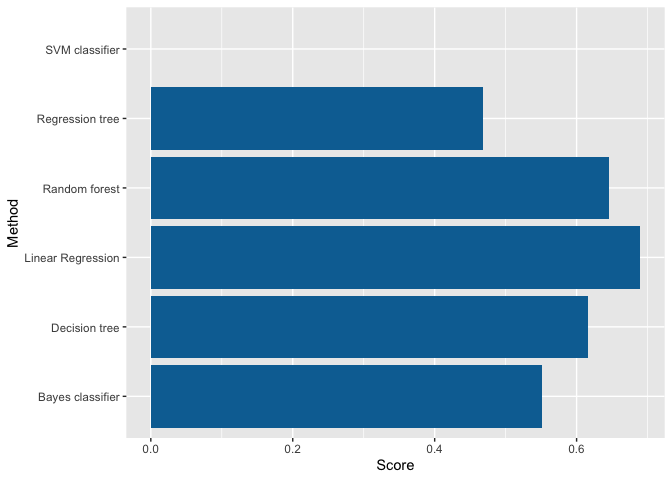 SVM classifier
Regression tree
Random forest
Linear Regression
Decision tree
Bayes classifier
Method
0.0 0.2 0.4 0.6
Score